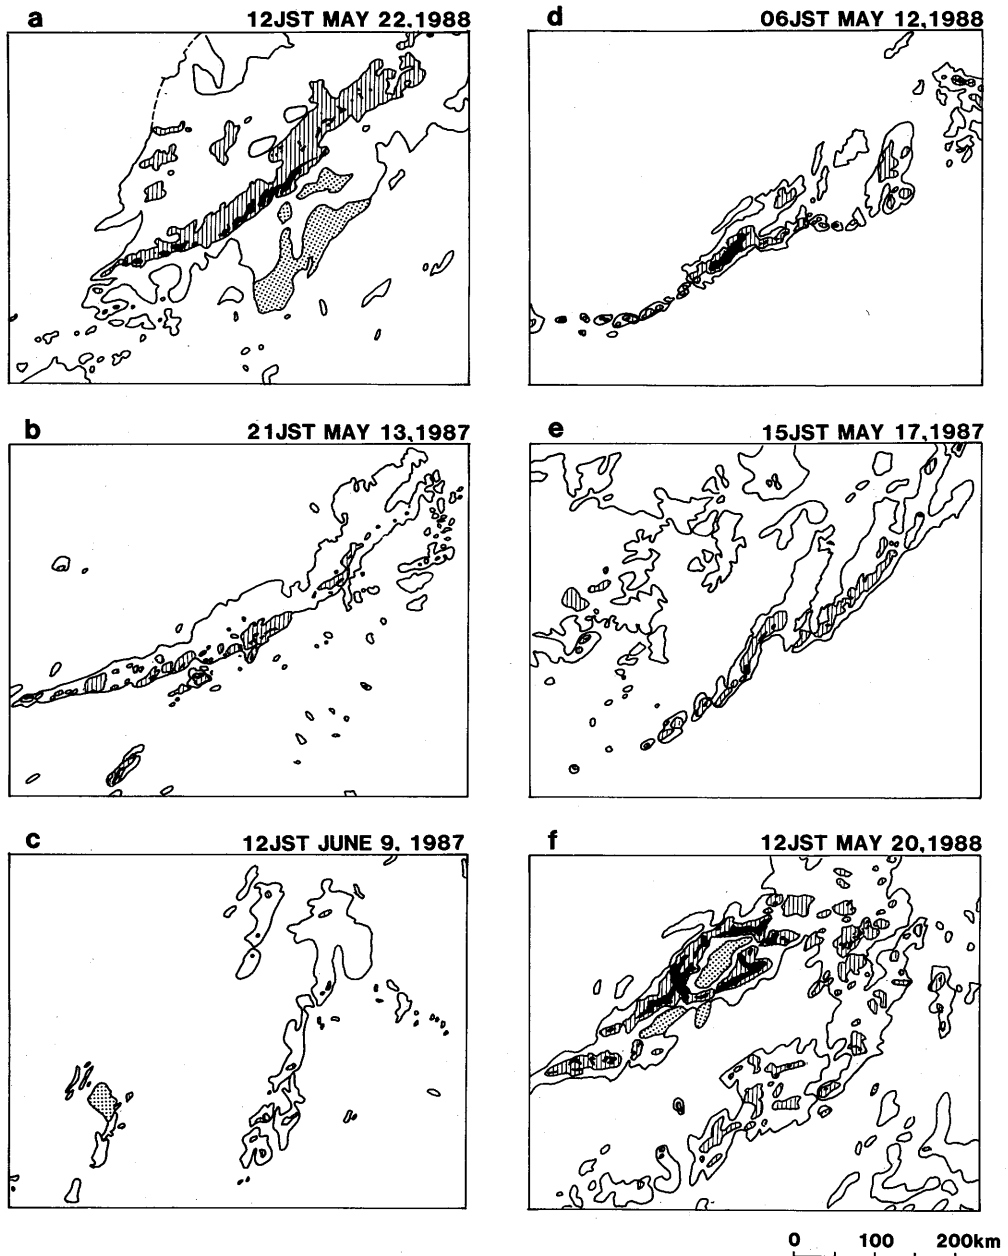 a 12JST MAY 22,1988
d 06JST MAY 12,1988
b 21JST MAY 13,1987
e 15JST MAY 17,1987
c 12JST JUNE 9, 1987
f 12JST MAY 20,1988
0 100 200km